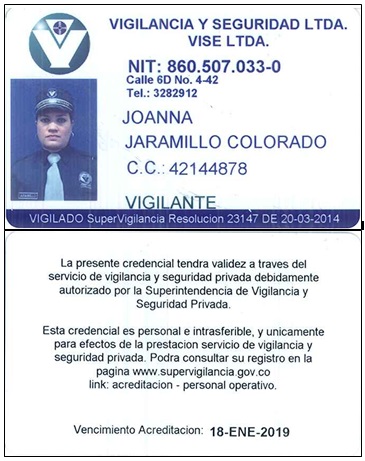 VIGILANCIA Y SEGURIDAD LTDA.
VISE LTDA.
NIT: 860.507.033-0
Calle 6D No. 4-42
Tel.: 3282912
JOANNA
JARAMILLO COLORADO
C.C.: 42144878
VIGILANTE
VIGILADO SuperVigilancia Resolucion 23147 DE 20-03-2014
La presente credencial tendra validez a traves del
servicio de vigilancia y seguridad privada debidamente
autorizado por la Superintendencia de Vigilancia y
Seguridad Privada.
Esta credencial es personal e intrasferible, y unicamente
para efectos de la prestacion servicio de vigilancia y
seguridad privada. Podra consultar su registro en la
pagina www.supervigilancia.gov.co
link: acreditacion - personal operativo.
Vencimiento Acreditacion: 18-ENE-2019